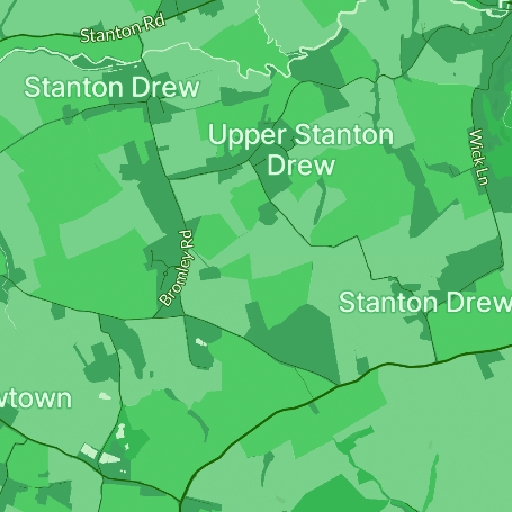 Stanton Rd
Stanton Drew
Upper Stanton
Drew
Wick Ln
Bromley Rd
Stanton Drew
wtown